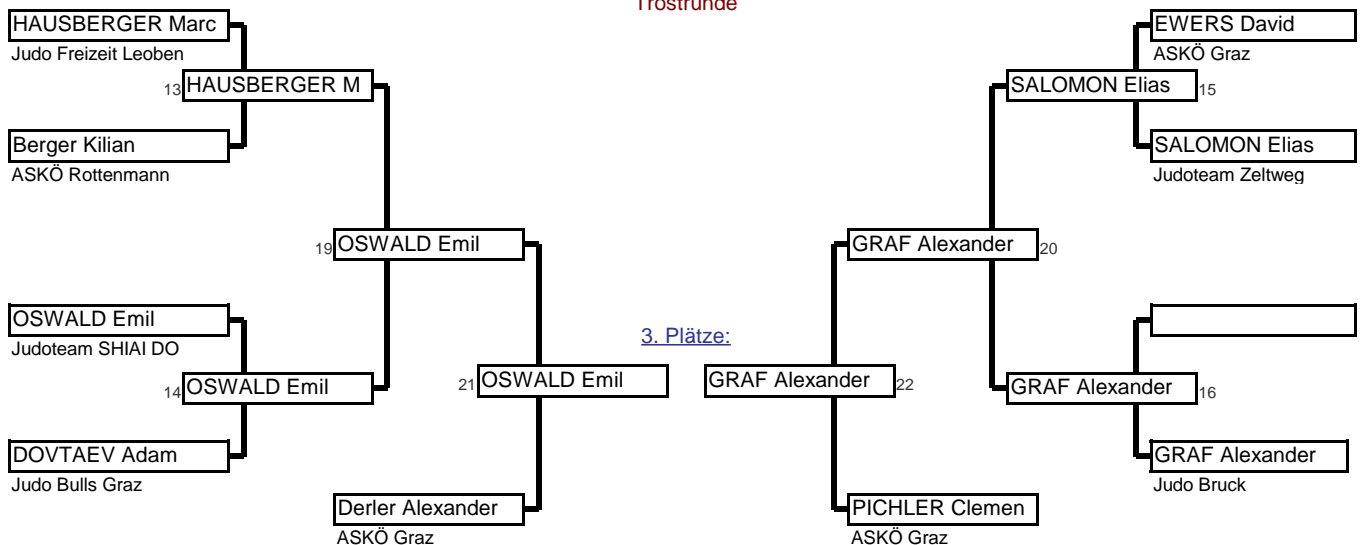 Trostrunde
HAUSBERGER Marc
Judo Freizeit Leoben
13 HAUSBERGER M
Berger Kilian
ASKÖ Rottenmann
19 OSWALD Emil
OSWALD Emil
Judoteam SHIAI DO
14 OSWALD Emil
DOVTAEV Adam
Judo Bulls Graz
21 OSWALD Emil
Derler Alexander
ASKÖ Graz
3. Plätze:
EWERS David
ASKÖ Graz
SALOMON Elias 15
SALOMON Elias
Judoteam Zeltweg
GRAF Alexander 20
GRAF Alexander 22
GRAF Alexander 16
GRAF Alexander
Judo Bruck
PICHLER Clemen
ASKÖ Graz